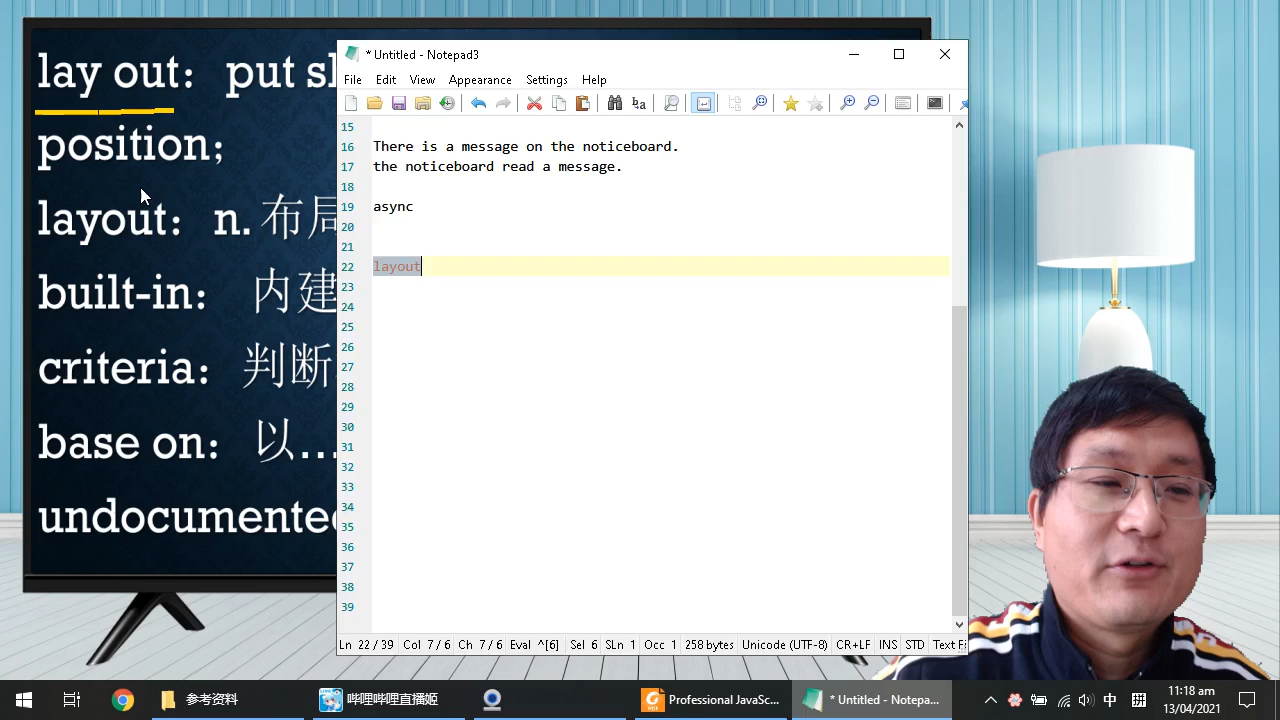 lay out：put sl
position;
layout：n. 布局
built-in： 内建
criteria：判断
base on：以…
undocumented
* Untitled - Notepad3
File Edit View Appearance Settings Help
15
16 There is a message on the noticeboard.
17 the noticeboard read a message.
18
19 async
20
21
22 layout
23
24
25
26
27
28
29
30
31
32
33
34
35
36
37
38
39
Ln 22 / 39 Col 7 / 6 Ch 7 / 6 Eval ^[6] Sel 6 SLn 1 Occ 1 258 bytes Unicode (UTF-8) CR+LF INS STD Text Fi
参考资料 哔哩哔哩直播姬 Professional JavaSc... * Untitled - Notepa... 中 拼 11:18 am
13/04/2021